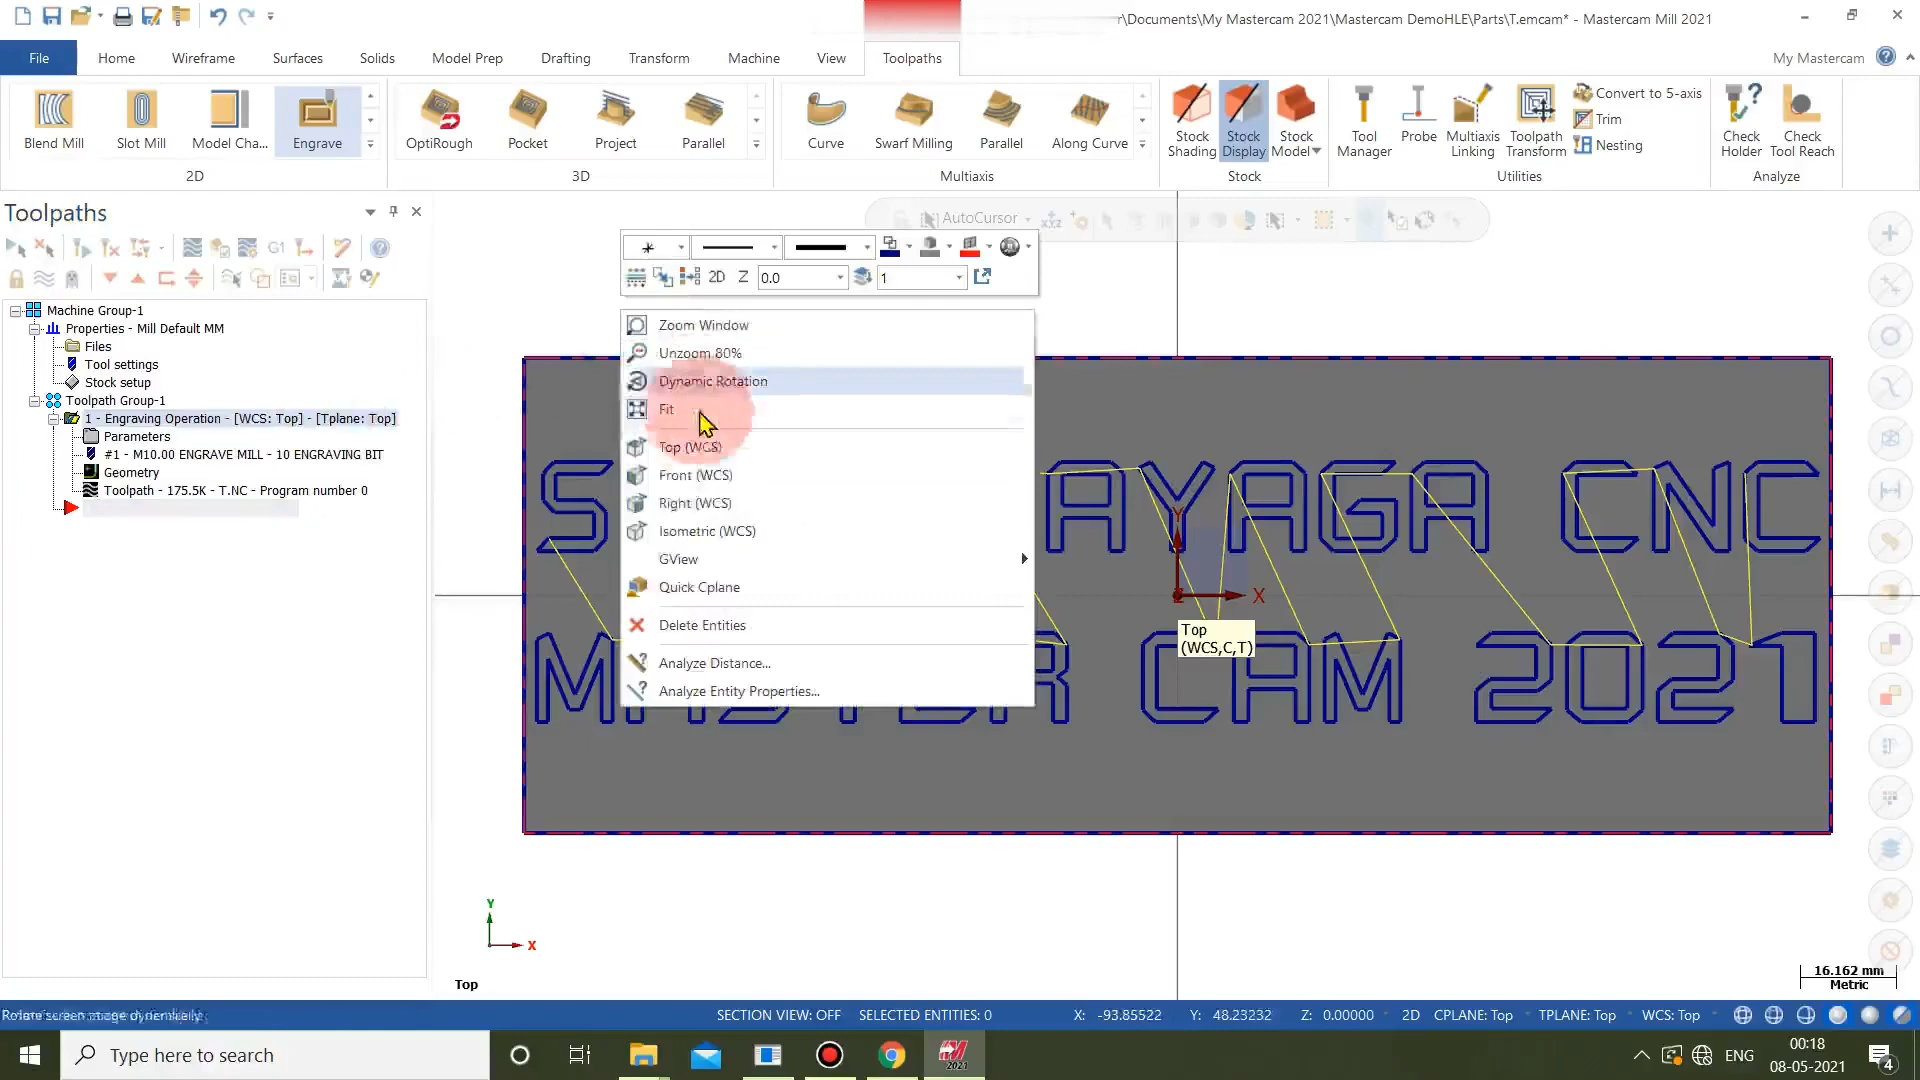 r\Documents\My Mastercam 2021\Mastercam DemoHLE\Parts\T.emcam* - Mastercam Mill 2021
File Home Wireframe Surfaces Solids Model Prep Drafting Transform Machine View Toolpaths My Mastercam
Blend Mill Slot Mill Model Cha... Engrave OptiRough Pocket Project Parallel Curve Swarf Milling Parallel Along Curve Stock Shading Stock Display Stock Model Tool Manager Probe Multiaxis Linking Toolpath Transform Convert to 5-axis Trim Nesting Check Holder Check Tool Reach
2D 3D Multiaxis Stock Utilities Analyze
Toolpaths
AutoCursor
G1
2D Z 0.0 1
Machine Group-1
Properties - Mill Default MM
Files
Tool settings
Stock setup
Toolpath Group-1
1 - Engraving Operation - [WCS: Top] - [Tplane: Top]
Parameters
#1 - M10.00 ENGRAVE MILL - 10 ENGRAVING BIT
Geometry
Toolpath - 175.5K - T.NC - Program number 0
Zoom Window
Unzoom 80%
Dynamic Rotation
Fit
Top (WCS)
Front (WCS)
Right (WCS)
Isometric (WCS)
GView
Quick Cplane
Delete Entities
Analyze Distance...
Analyze Entity Properties...
S AYAGA CNC
CAM 2021
Y
Z X
Top
(WCS,C,T)
Y
X
Top
16.162 mm
Metric
SECTION VIEW: OFF SELECTED ENTITIES: 0 X: -93.85522 Y: 48.23232 Z: 0.00000 2D CPLANE: Top TPLANE: Top WCS: Top
Type here to search
2021
ENG
00:18
08-05-2021
4